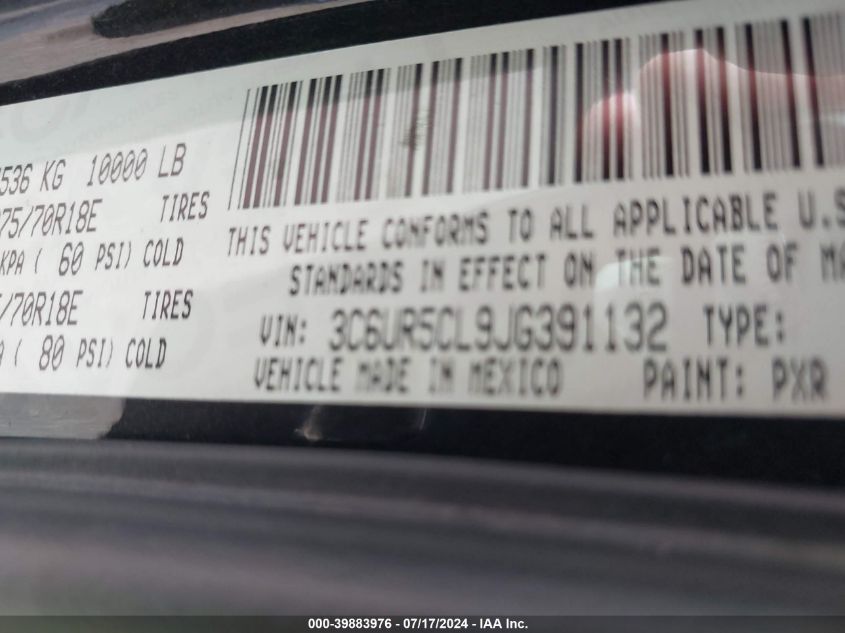 536 KG 10000 LB
75/70R18E TIRES
KPA ( 60 PSI) COLD
/70R18E TIRES
( 80 PSI) COLD
THIS VEHICLE CONFORMS TO ALL APPLICABLE U.S
STANDARDS IN EFFECT ON THE DATE OF MA
VIN: 3C6UR5CL9JG391132 TYPE:
VEHICLE MADE IN MEXICO PAINT: PXR
000-39883976 - 07/17/2024 - IAA Inc.